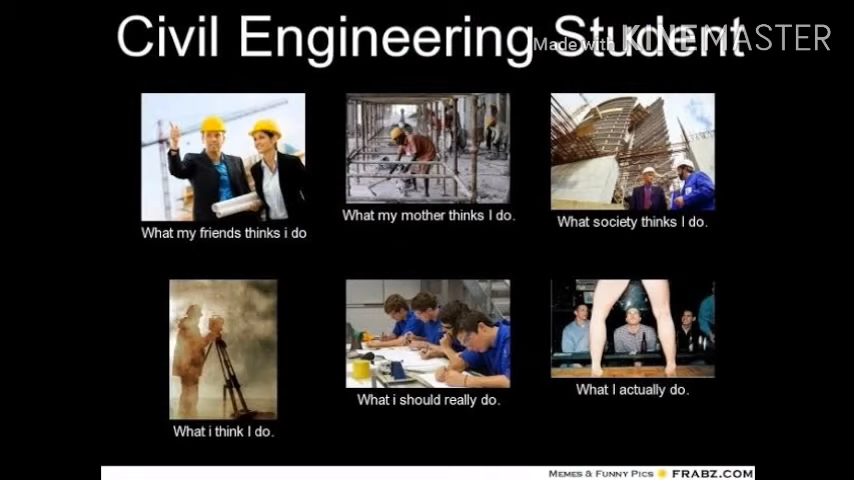 Civil Engineering Student
Made with KINEMASTER
What my friends thinks i do
What my mother thinks I do.
What society thinks I do.
What i think I do.
What i should really do.
What I actually do.
MEMES & FUNNY PICS FRABZ.COM